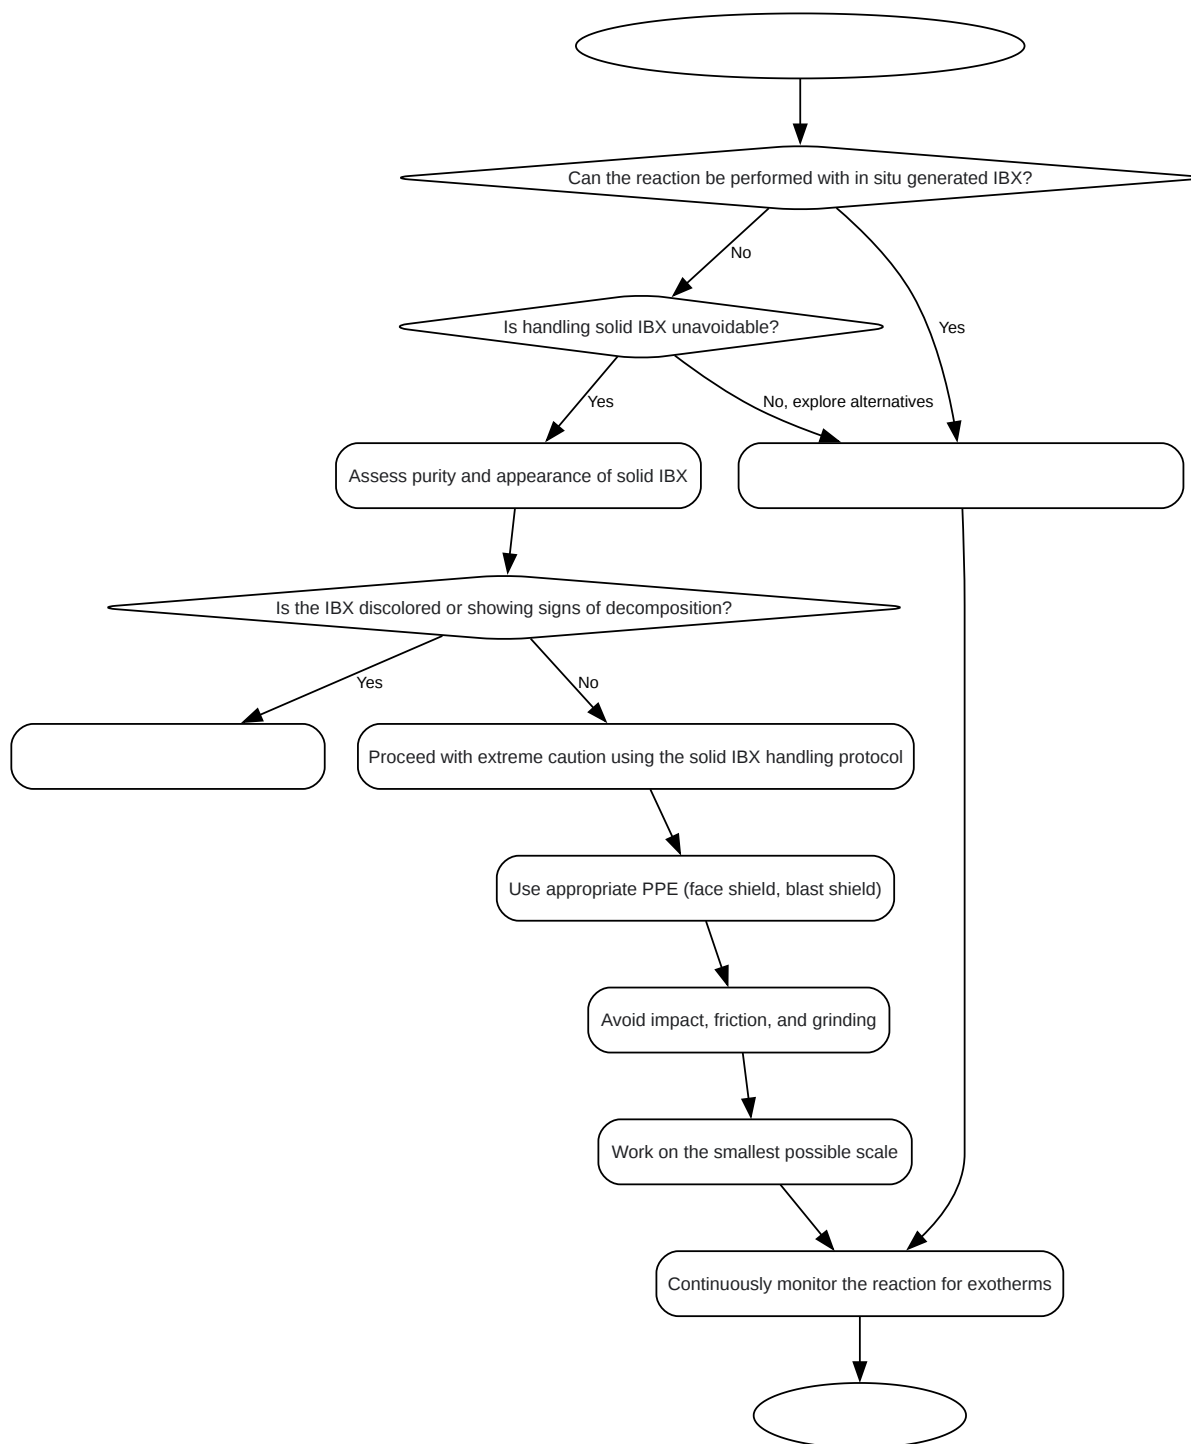 Can the reaction be performed with in situ generated IBX?
No
Is handling solid IBX unavoidable?
Yes
Yes
No, explore alternatives
Assess purity and appearance of solid IBX
Is the IBX discolored or showing signs of decomposition?
Yes
No
Proceed with extreme caution using the solid IBX handling protocol
Use appropriate PPE (face shield, blast shield)
Avoid impact, friction, and grinding
Work on the smallest possible scale
Continuously monitor the reaction for exotherms